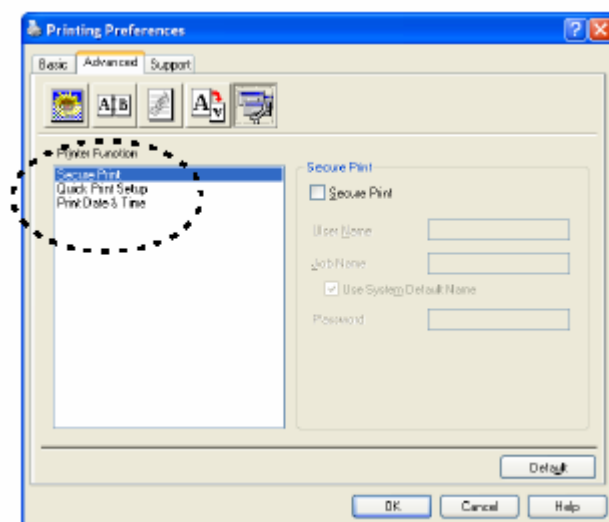 Printing Preferences
Basic Advanced Support
A B
A v
Printer Function
Secure Print
Quick Print Setup
Print Date & Time
Secure Print
Secure Print
User Name
Job Name
Use System Default Name
Password
Default
OK Cancel Help